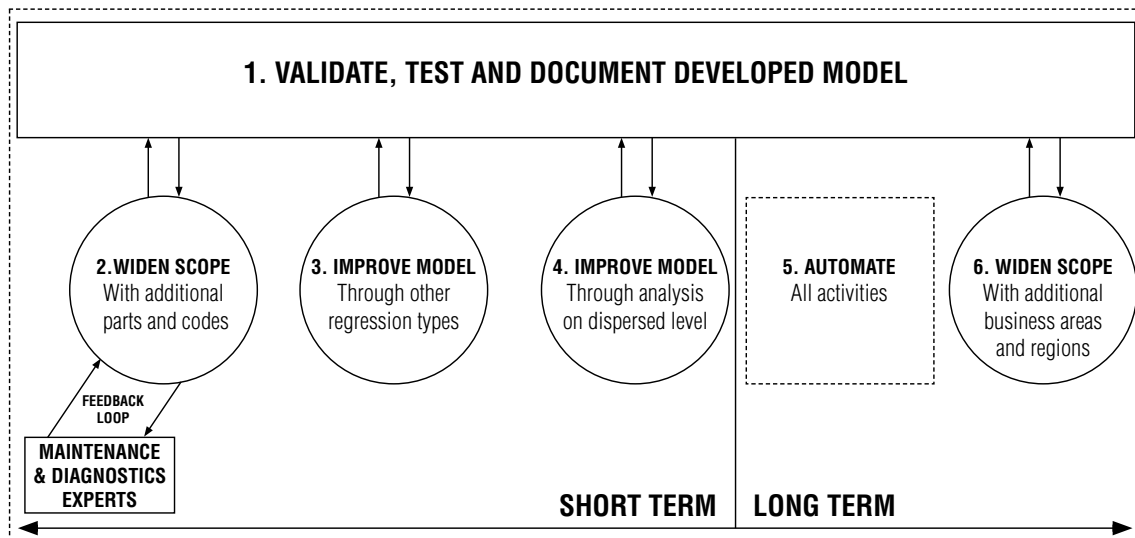 1. VALIDATE, TEST AND DOCUMENT DEVELOPED MODEL
2.WIDEN SCOPE
With additional
parts and codes
3. IMPROVE MODEL
Through other
regression types
4. IMPROVE MODEL
Through analysis
on dispersed level
5. AUTOMATE
All activities
6. WIDEN SCOPE
With additional
business areas
and regions
FEEDBACK
LOOP
MAINTENANCE
& DIAGNOSTICS
EXPERTS
SHORT TERM
LONG TERM